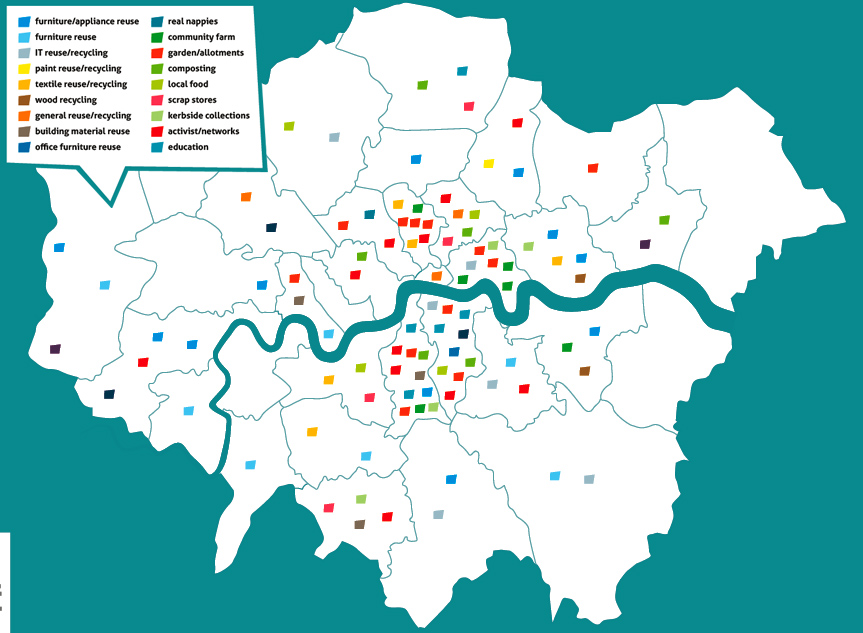 furniture/appliance reuse
furniture reuse
IT reuse/recycling
paint reuse/recycling
textile reuse/recycling
wood recycling
general reuse/recycling
building material reuse
office furniture reuse
real nappies
community farm
garden/allotments
composting
local food
scrap stores
kerbside collections
activist/networks
education